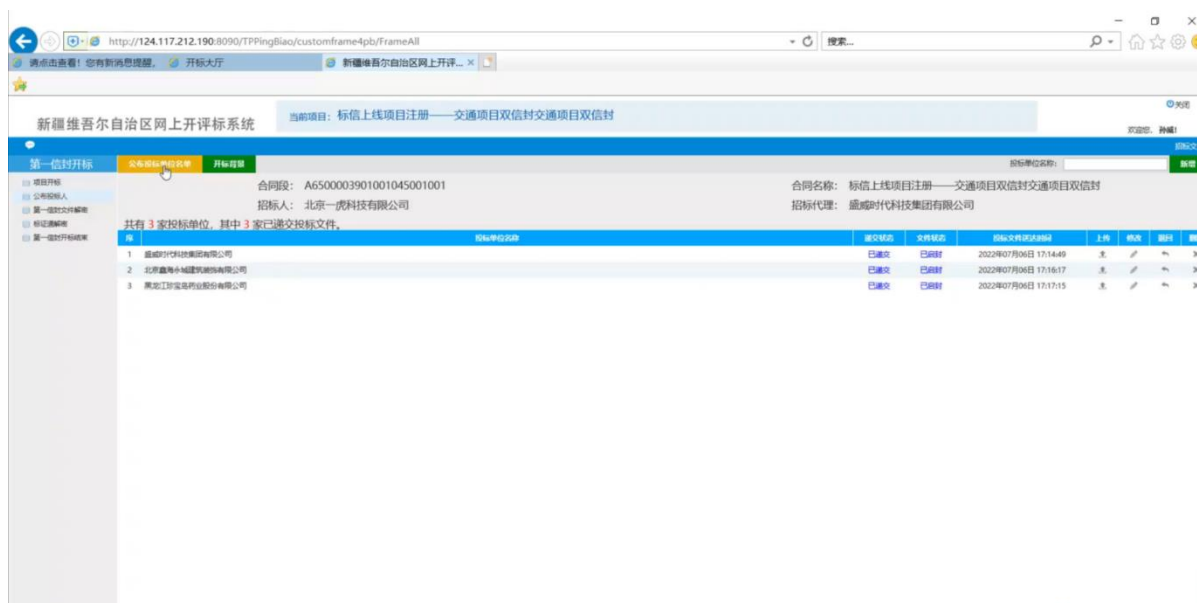 http://124.117.212.190:8090/TPPingBiao/customframe4pb/FrameAll
搜索...
请点击查看！您有新消息提醒。 开标大厅 新疆维吾尔自治区网上开评... ×
关闭
新疆维吾尔自治区网上开评标系统
当前项目： 标信上线项目注册——交通项目双信封交通项目双信封
欢迎您，孙威!
招标文
第一信封开标 公布投标单位名单 开标背景 投标单位名称： 新增
项目开标
公布投标人
第一信封文件解密
标证通解密
第一信封开标结束
合同段： A6500003901001045001001 合同名称： 标信上线项目注册——交通项目双信封交通项目双信封
招标人： 北京一虎科技有限公司 招标代理： 盛威时代科技集团有限公司
共有 3 家投标单位，其中 3 家已递交投标文件。
序 投标单位名称 递交状态 文件状态 投标文件送达时间 上传 修改 撤回
1 盛威时代科技集团有限公司 已递交 已启封 2022年07月06日 17:14:49
2 北京鑫海小城建筑装饰有限公司 已递交 已启封 2022年07月06日 17:16:17
3 黑龙江珍宝岛药业股份有限公司 已递交 已启封 2022年07月06日 17:17:15